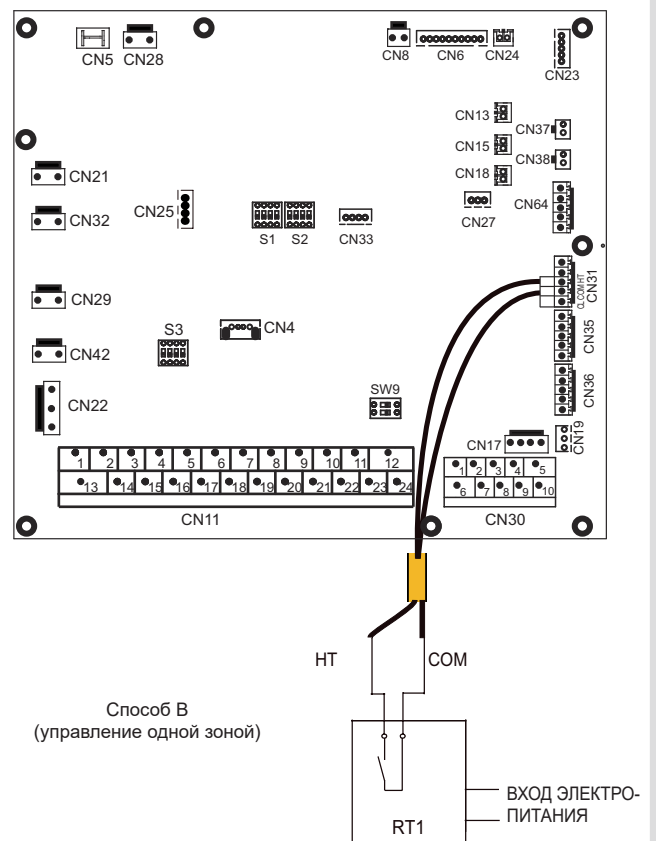 CN5 CN28 CN8 CN6 CN24 CN23
CN13
CN37
CN15
CN38
CN18
CN21
CN25
CN32
S1 S2
CN33
CN27
CN64
CN29
CL COM HT
CN31
S3
CN4
CN35
CN42
CN22
SW9
CN36
CN17
CN19
1 2 3 4 5 6 7 8 9 10 11 12
13 14 15 16 17 18 19 20 21 22 23 24
CN11
1 2 3 4 5
6 7 8 9 10
CN30
HT
COM
Способ B
(управление одной зоной)
ВХОД ЭЛЕКТРО-
ПИТАНИЯ
RT1